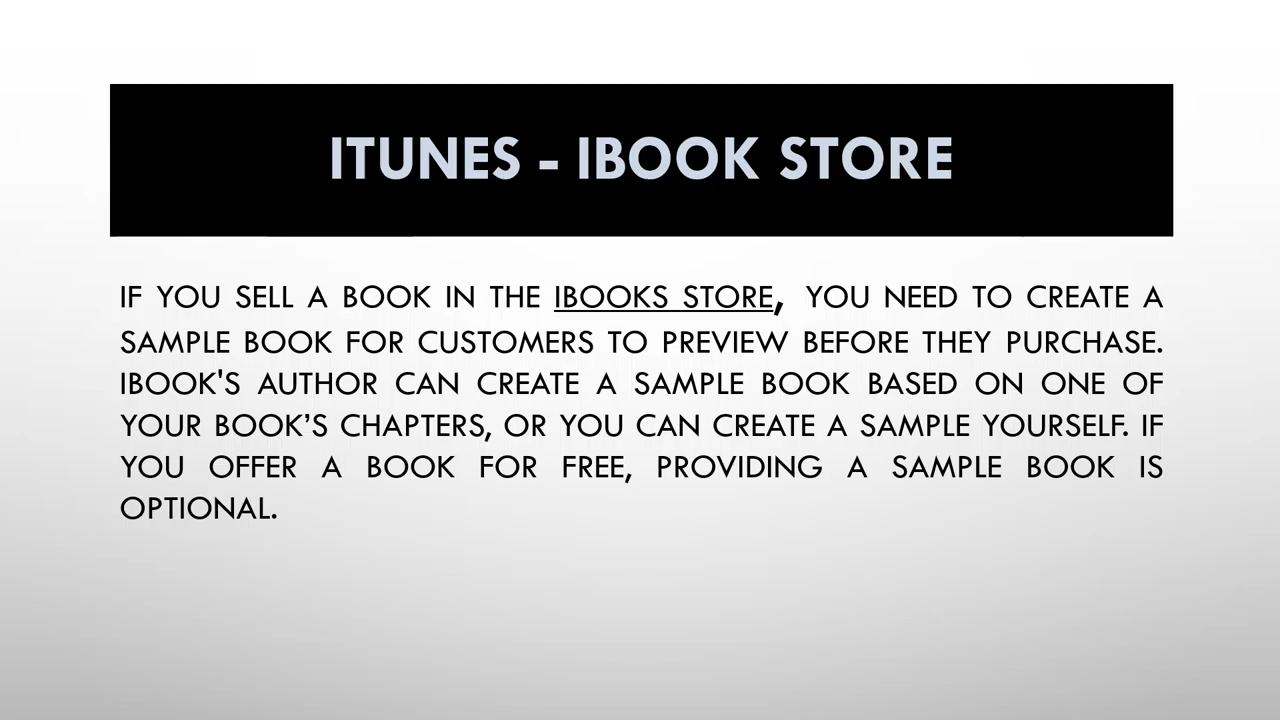 ITUNES - IBOOK STORE
IF YOU SELL A BOOK IN THE IBOOKS STORE, YOU NEED TO CREATE A
SAMPLE BOOK FOR CUSTOMERS TO PREVIEW BEFORE THEY PURCHASE.
IBOOK'S AUTHOR CAN CREATE A SAMPLE BOOK BASED ON ONE OF
YOUR BOOK’S CHAPTERS, OR YOU CAN CREATE A SAMPLE YOURSELF. IF
YOU OFFER A BOOK FOR FREE, PROVIDING A SAMPLE BOOK IS
OPTIONAL.